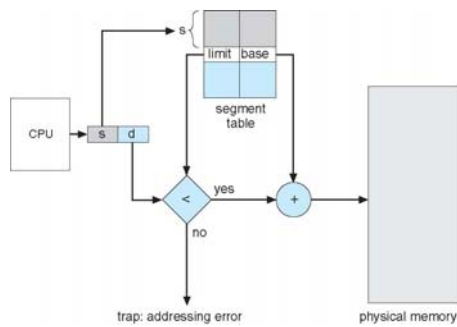 s
limit base
segment
table
CPU
s d
<
yes
+
no
trap: addressing error
physical memory